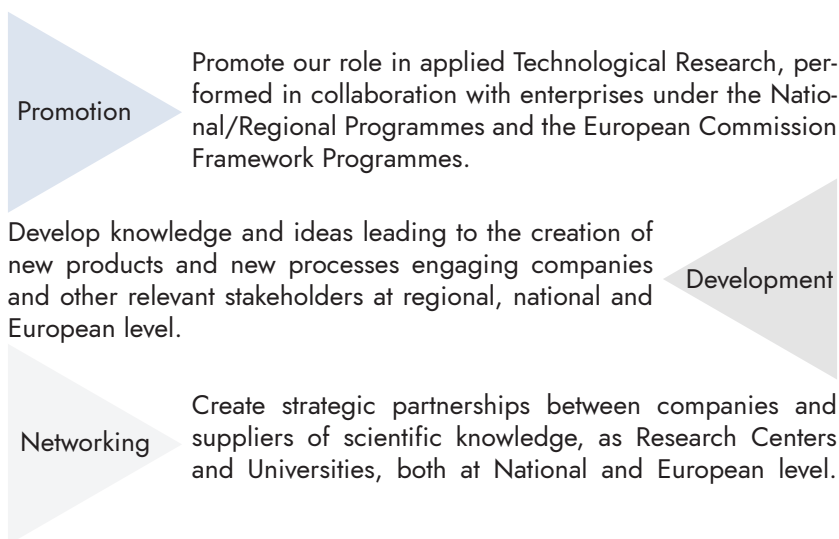 Promotion
Promote our role in applied Technological Research, per-
formed in collaboration with enterprises under the Natio-
nal/Regional Programmes and the European Commission
Framework Programmes.
Develop knowledge and ideas leading to the creation of
new products and new processes engaging companies
and other relevant stakeholders at regional, national and
European level.
Development
Networking
Create strategic partnerships between companies and
suppliers of scientific knowledge, as Research Centers
and Universities, both at National and European level.